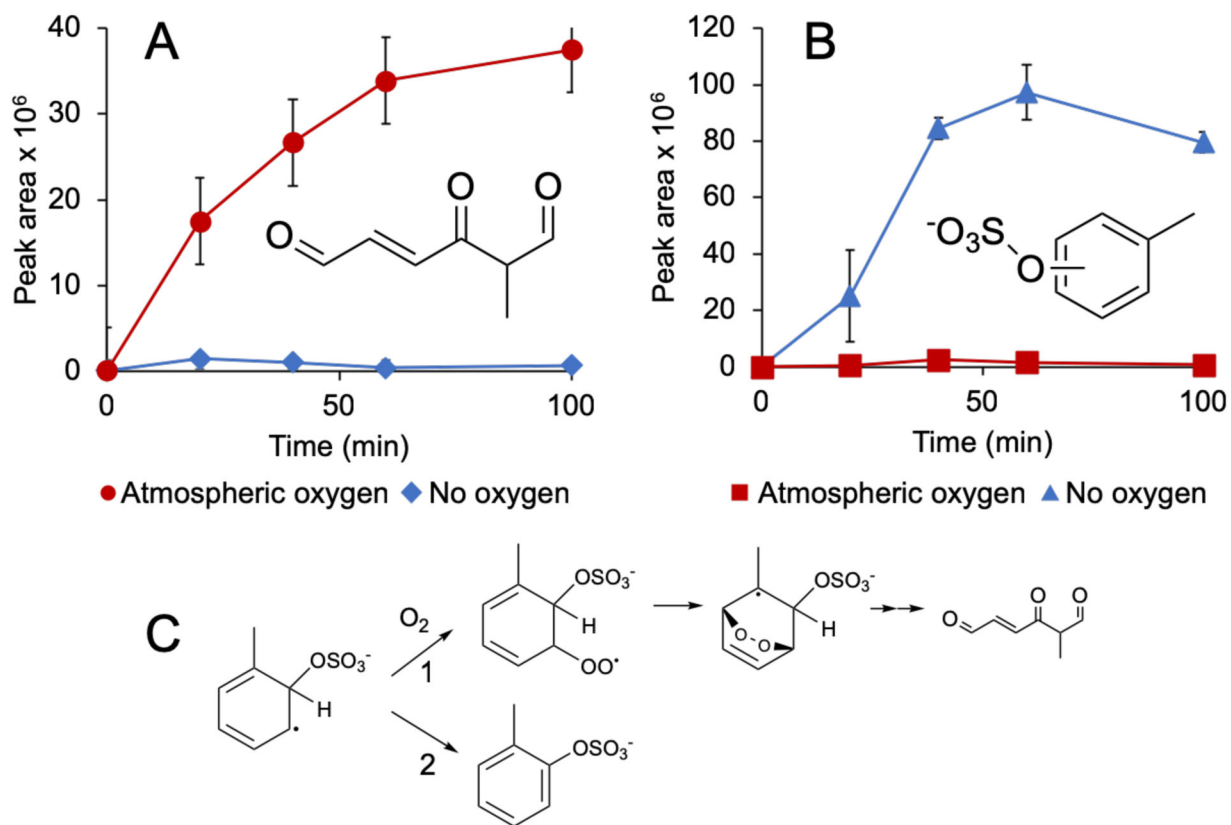 A
Peak area x 10⁶
40
30
20
10
0
0
50
100
Time (min)
O
O
O
Atmospheric oxygen
No oxygen
B
Peak area x 10⁶
120
100
80
60
40
20
0
0
50
100
Time (min)
⁻O₃S
O
Atmospheric oxygen
No oxygen
C
OSO₃⁻
H
•
O₂
1
2
OSO₃⁻
H
OO•
OSO₃⁻
•
H
O
O
O
O
O
OSO₃⁻